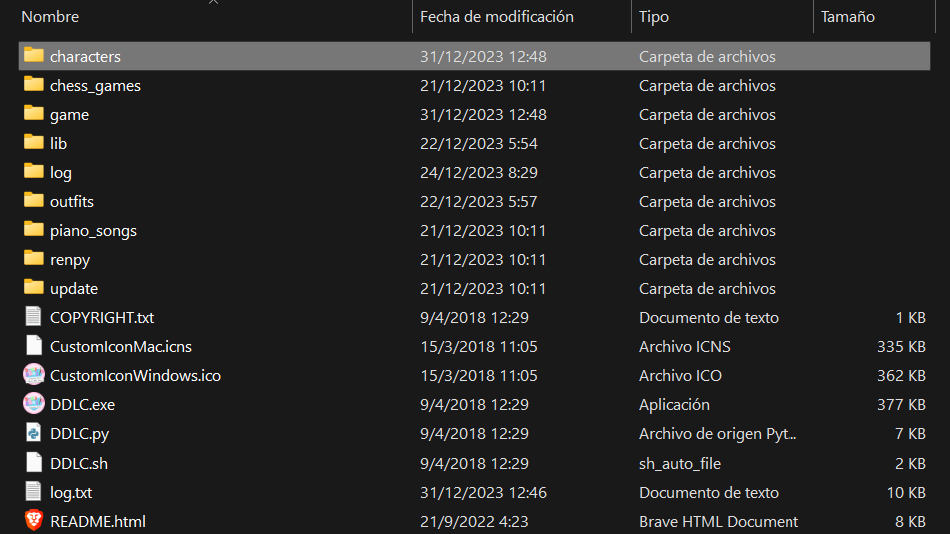 Nombre Fecha de modificación Tipo Tamaño
characters 31/12/2023 12:48 Carpeta de archivos
chess_games 21/12/2023 10:11 Carpeta de archivos
game 31/12/2023 12:48 Carpeta de archivos
lib 22/12/2023 5:54 Carpeta de archivos
log 24/12/2023 8:29 Carpeta de archivos
outfits 22/12/2023 5:57 Carpeta de archivos
piano_songs 21/12/2023 10:11 Carpeta de archivos
renpy 21/12/2023 10:11 Carpeta de archivos
update 21/12/2023 10:11 Carpeta de archivos
COPYRIGHT.txt 9/4/2018 12:29 Documento de texto 1 KB
CustomIconMac.icns 15/3/2018 11:05 Archivo ICNS 335 KB
CustomIconWindows.ico 15/3/2018 11:05 Archivo ICO 362 KB
DDLC.exe 9/4/2018 12:29 Aplicación 377 KB
DDLC.py 9/4/2018 12:29 Archivo de origen Pyt... 7 KB
DDLC.sh 9/4/2018 12:29 sh_auto_file 2 KB
log.txt 31/12/2023 12:46 Documento de texto 10 KB
README.html 21/9/2022 4:23 Brave HTML Document 8 KB